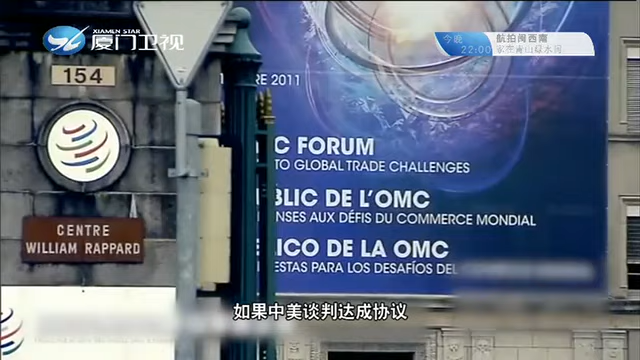 XIAMEN STAR
厦门卫视
今晚
22:00
航拍闽西南
154
CENTRE
WILLIAM RAPPARD
RE 2011
C FORUM
TO GLOBAL TRADE CHALLENGES
BLIC DE L'OMC
NSES AUX DÉFIS DU COMMERCE MONDIAL
LICO DE LA OMC
ESTAS PARA LOS DESAFÍOS DEL
如果中美谈判达成协议